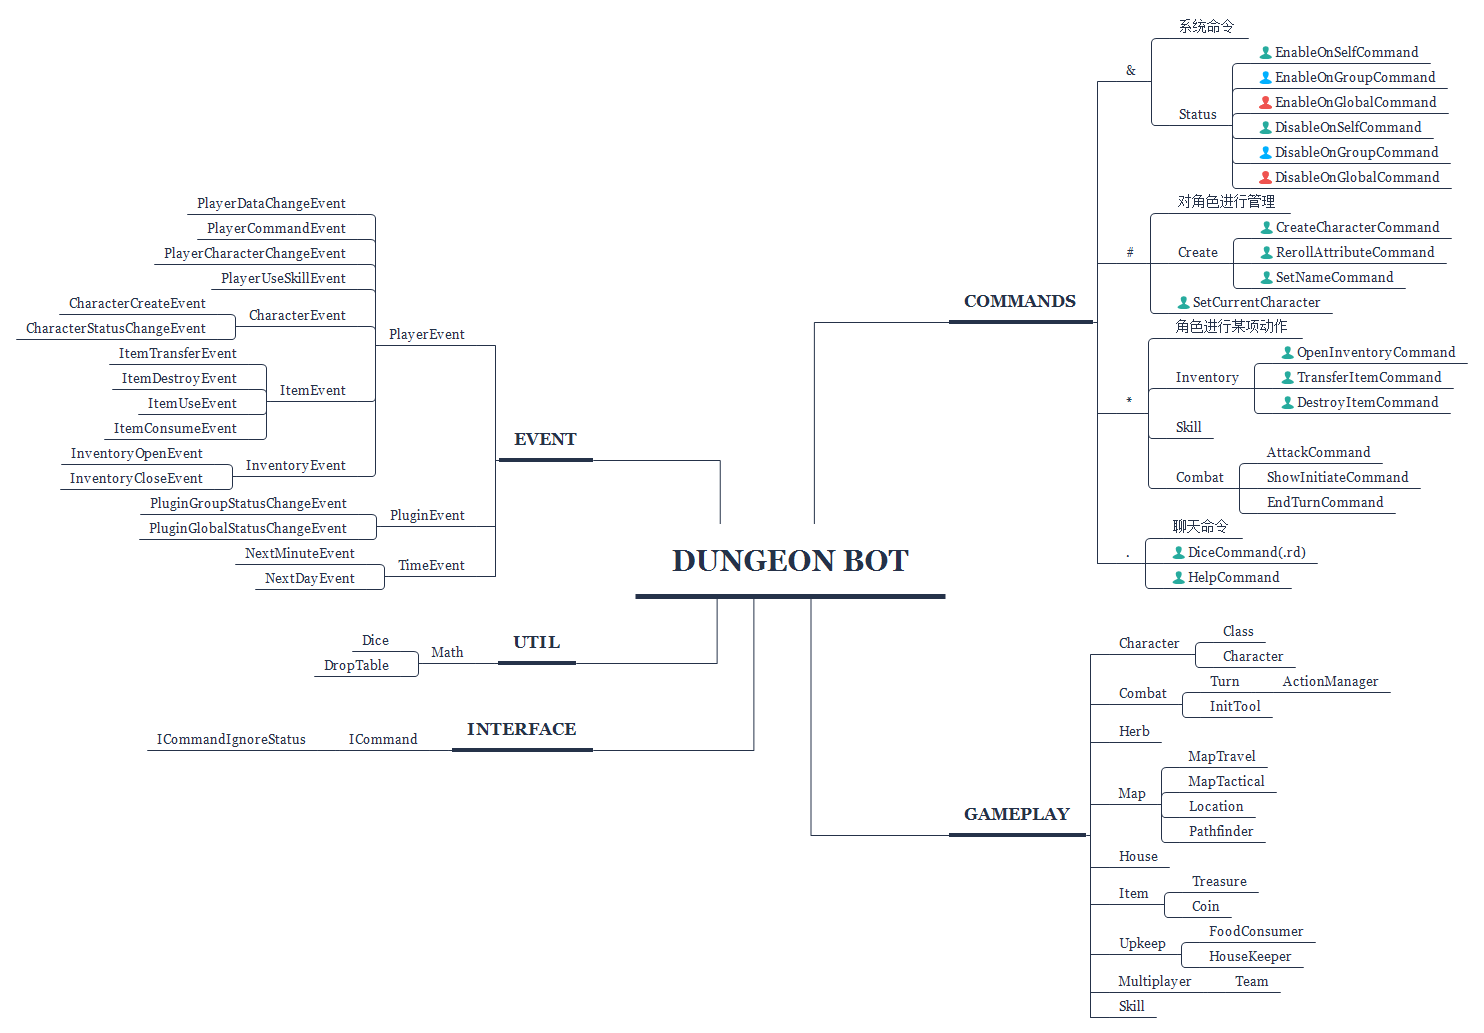 DUNGEON BOT
COMMANDS
&
系统命令
Status
EnableOnSelfCommand
EnableOnGroupCommand
EnableOnGlobalCommand
DisableOnSelfCommand
DisableOnGroupCommand
DisableOnGlobalCommand
#
对角色进行管理
Create
CreateCharacterCommand
RerollAttributeCommand
SetNameCommand
SetCurrentCharacter
*
角色进行某项动作
Inventory
OpenInventoryCommand
TransferItemCommand
DestroyItemCommand
Skill
Combat
AttackCommand
ShowInitiateCommand
EndTurnCommand
.
聊天命令
DiceCommand(.rd)
HelpCommand
GAMEPLAY
Character
Class
Character
Combat
Turn
ActionManager
InitTool
Herb
Map
MapTravel
MapTactical
Location
Pathfinder
House
Item
Treasure
Coin
Upkeep
FoodConsumer
HouseKeeper
Multiplayer
Team
Skill
EVENT
PlayerEvent
PlayerDataChangeEvent
PlayerCommandEvent
PlayerCharacterChangeEvent
PlayerUseSkillEvent
CharacterEvent
CharacterCreateEvent
CharacterStatusChangeEvent
ItemEvent
ItemTransferEvent
ItemDestroyEvent
ItemUseEvent
ItemConsumeEvent
InventoryEvent
InventoryOpenEvent
InventoryCloseEvent
PluginEvent
PluginGroupStatusChangeEvent
PluginGlobalStatusChangeEvent
TimeEvent
NextMinuteEvent
NextDayEvent
UTIL
Math
Dice
DropTable
INTERFACE
ICommand
ICommandIgnoreStatus